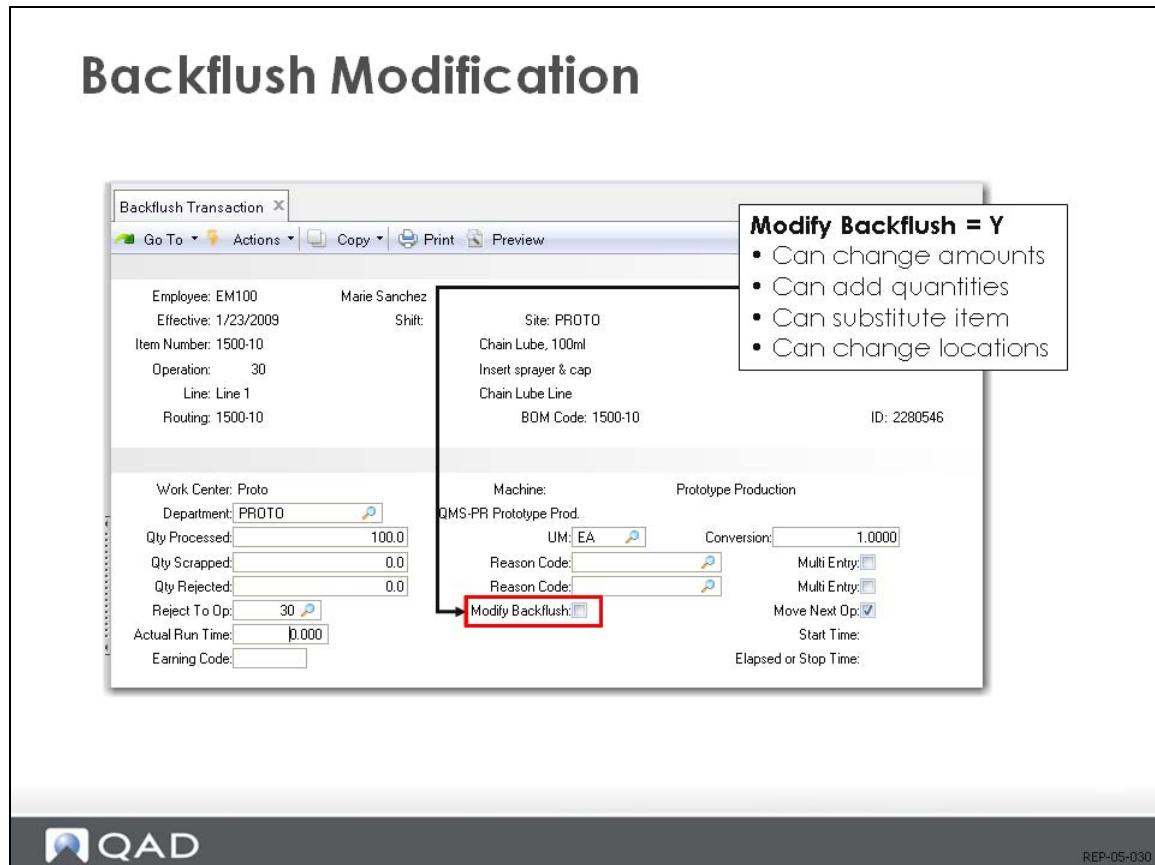 Backflush Modification
Backflush Transaction
Go To Actions Copy Print Preview
Modify Backflush = Y
• Can change amounts
• Can add quantities
• Can substitute item
• Can change locations
Employee: EM100 Marie Sanchez
Effective: 1/23/2009 Shift: Site: PROTO
Item Number: 1500-10 Chain Lube, 100ml
Operation: 30 Insert sprayer & cap
Line: Line 1 Chain Lube Line
Routing: 1500-10 BOM Code: 1500-10 ID: 2280546
Work Center: Proto Machine: Prototype Production
Department: PROTO QMS-PR Prototype Prod.
Qty Processed: 100.0 UM: EA Conversion: 1.0000
Qty Scrapped: 0.0 Reason Code: Multi Entry:
Qty Rejected: 0.0 Reason Code: Multi Entry:
Reject To Op: 30 Modify Backflush: Move Next Op:
Actual Run Time: 0.000 Start Time:
Earning Code: Elapsed or Stop Time:
QAD
REP-05-030